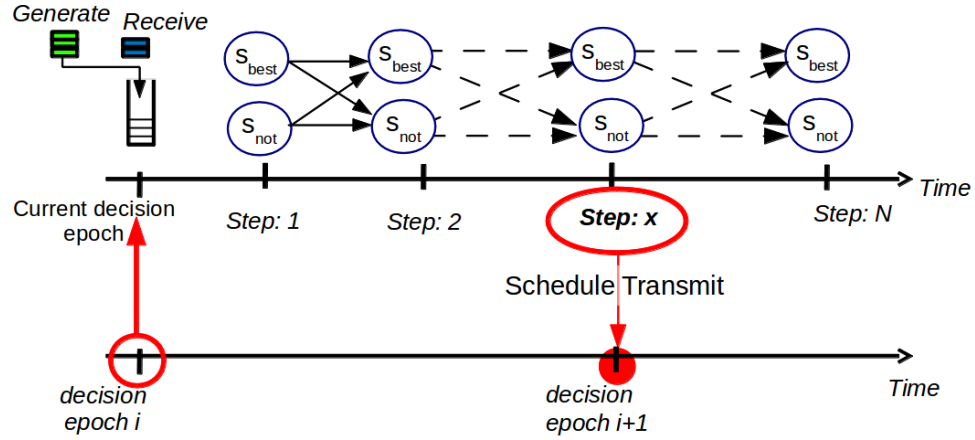 Generate
Receive
s_best s_best s_best s_best
s_not s_not s_not s_not
Time
Current decision
epoch
Step: 1
Step: 2
Step: x
Step: N
Schedule Transmit
Time
decision
epoch i
decision
epoch i+1